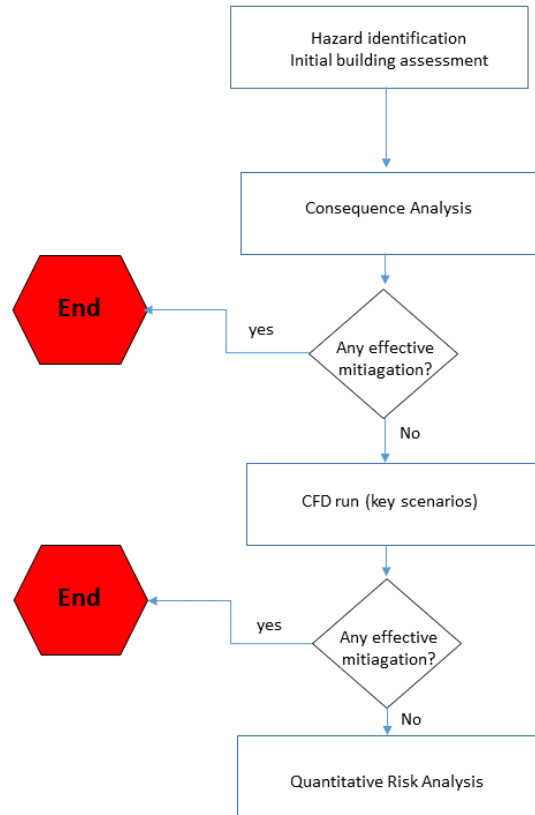 Hazard identification
Initial building assessment
Consequence Analysis
End
yes
Any effective
mitiagation?
No
CFD run (key scenarios)
End
yes
Any effective
mitiagation?
No
Quantitative Risk Analysis